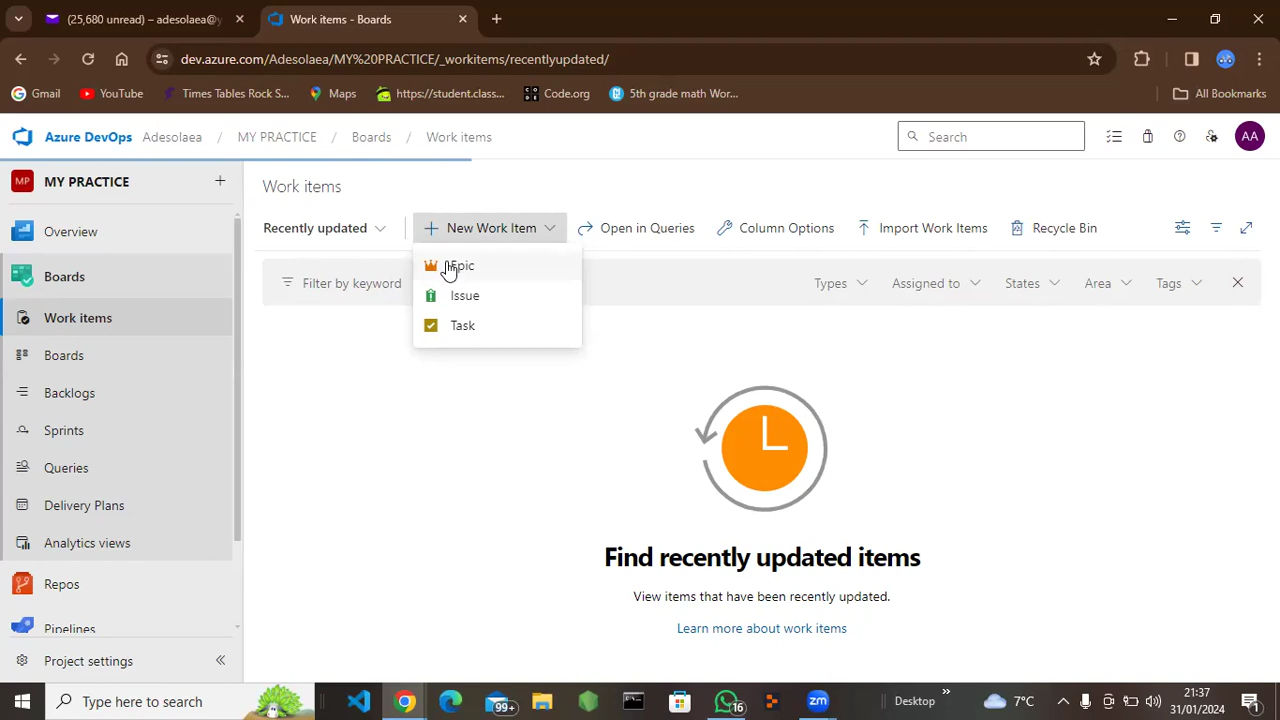 (25,680 unread) – adesolaea@y
Work items - Boards
dev.azure.com/Adesolaea/MY%20PRACTICE/_workitems/recentlyupdated/
Gmail YouTube Times Tables Rock S... Maps https://student.class... Code.org 5th grade math Wor... All Bookmarks
Azure DevOps Adesolaea / MY PRACTICE / Boards / Work items Search AA
MP MY PRACTICE
Work items
Recently updated New Work Item Open in Queries Column Options Import Work Items Recycle Bin
Overview
Epic
Boards
Filter by keyword Types Assigned to States Area Tags
Issue
Work items
Task
Boards
Backlogs
Sprints
Queries
Delivery Plans
Analytics views
Find recently updated items
Repos
View items that have been recently updated.
Pipelines
Learn more about work items
Project settings
Type here to search 99+ 16 zm Desktop 7°C 21:37
31/01/2024 1